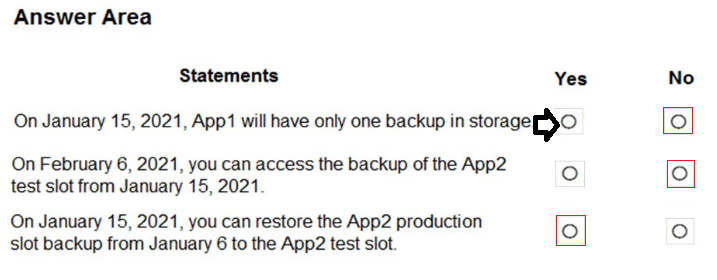 Answer Area
Statements Yes No
On January 15, 2021, App1 will have only one backup in storage
On February 6, 2021, you can access the backup of the App2
test slot from January 15, 2021.
On January 15, 2021, you can restore the App2 production
slot backup from January 6 to the App2 test slot.